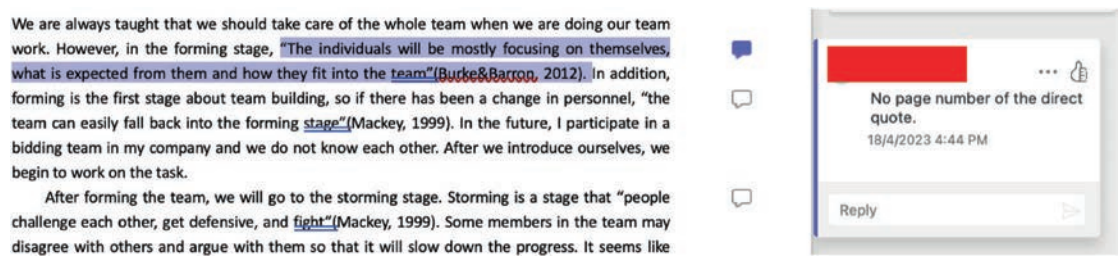 We are always taught that we should take care of the whole team when we are doing our team
work. However, in the forming stage, “The individuals will be mostly focusing on themselves,
what is expected from them and how they fit into the team”(Burke&Barron, 2012). In addition,
forming is the first stage about team building, so if there has been a change in personnel, “the
team can easily fall back into the forming stage”(Mackey, 1999). In the future, I participate in a
bidding team in my company and we do not know each other. After we introduce ourselves, we
begin to work on the task.
After forming the team, we will go to the storming stage. Storming is a stage that “people
challenge each other, get defensive, and fight“(Mackey, 1999). Some members in the team may
disagree with others and argue with them so that it will slow down the progress. It seems like
No page number of the direct
quote.
18/4/2023 4:44 PM
Reply